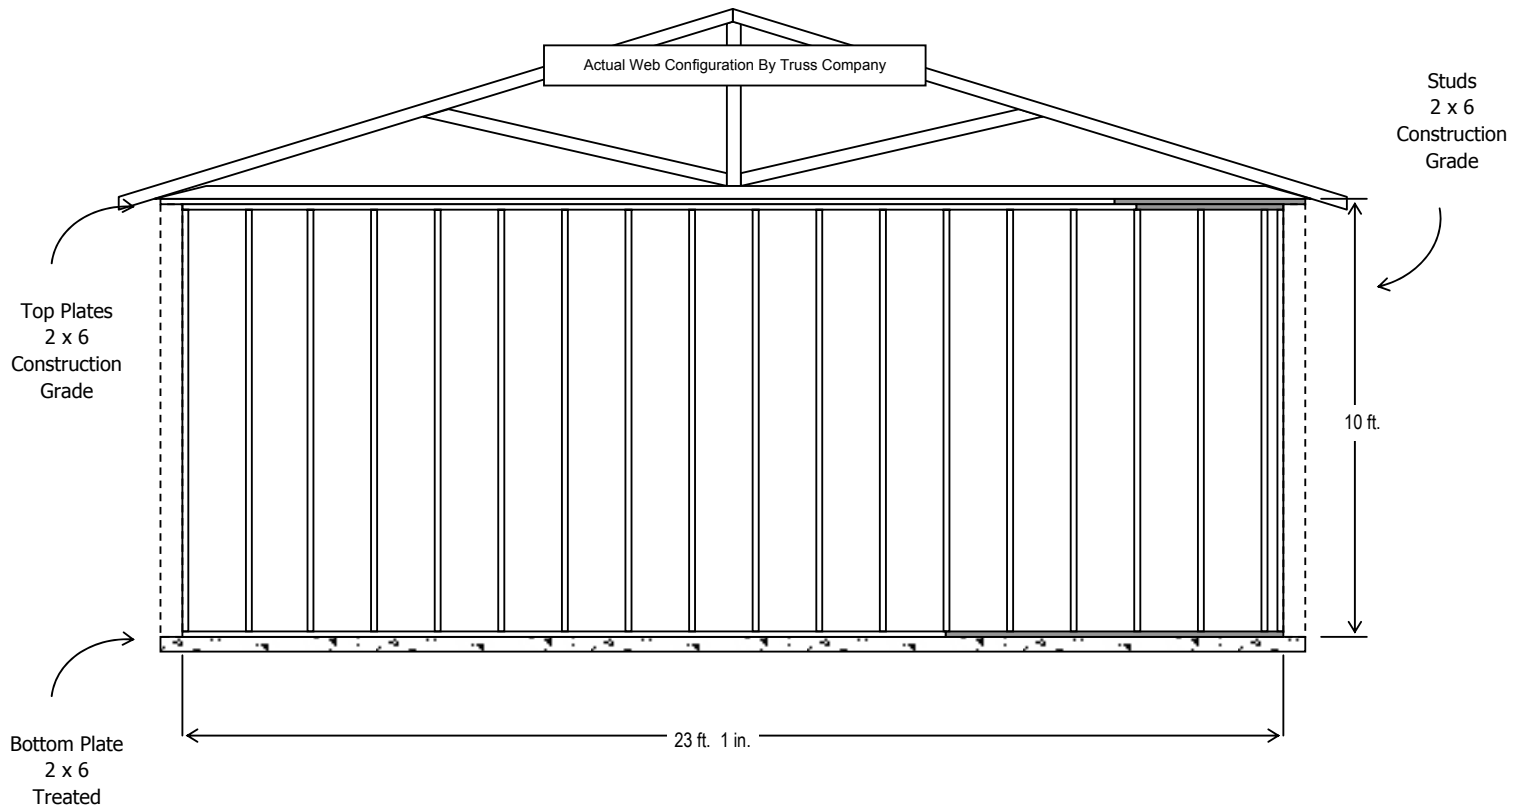 Actual Web Configuration By Truss Company
Studs
2 x 6
Construction
Grade
Top Plates
2 x 6
Construction
Grade
10 ft.
23 ft. 1 in.
Bottom Plate
2 x 6
Treated